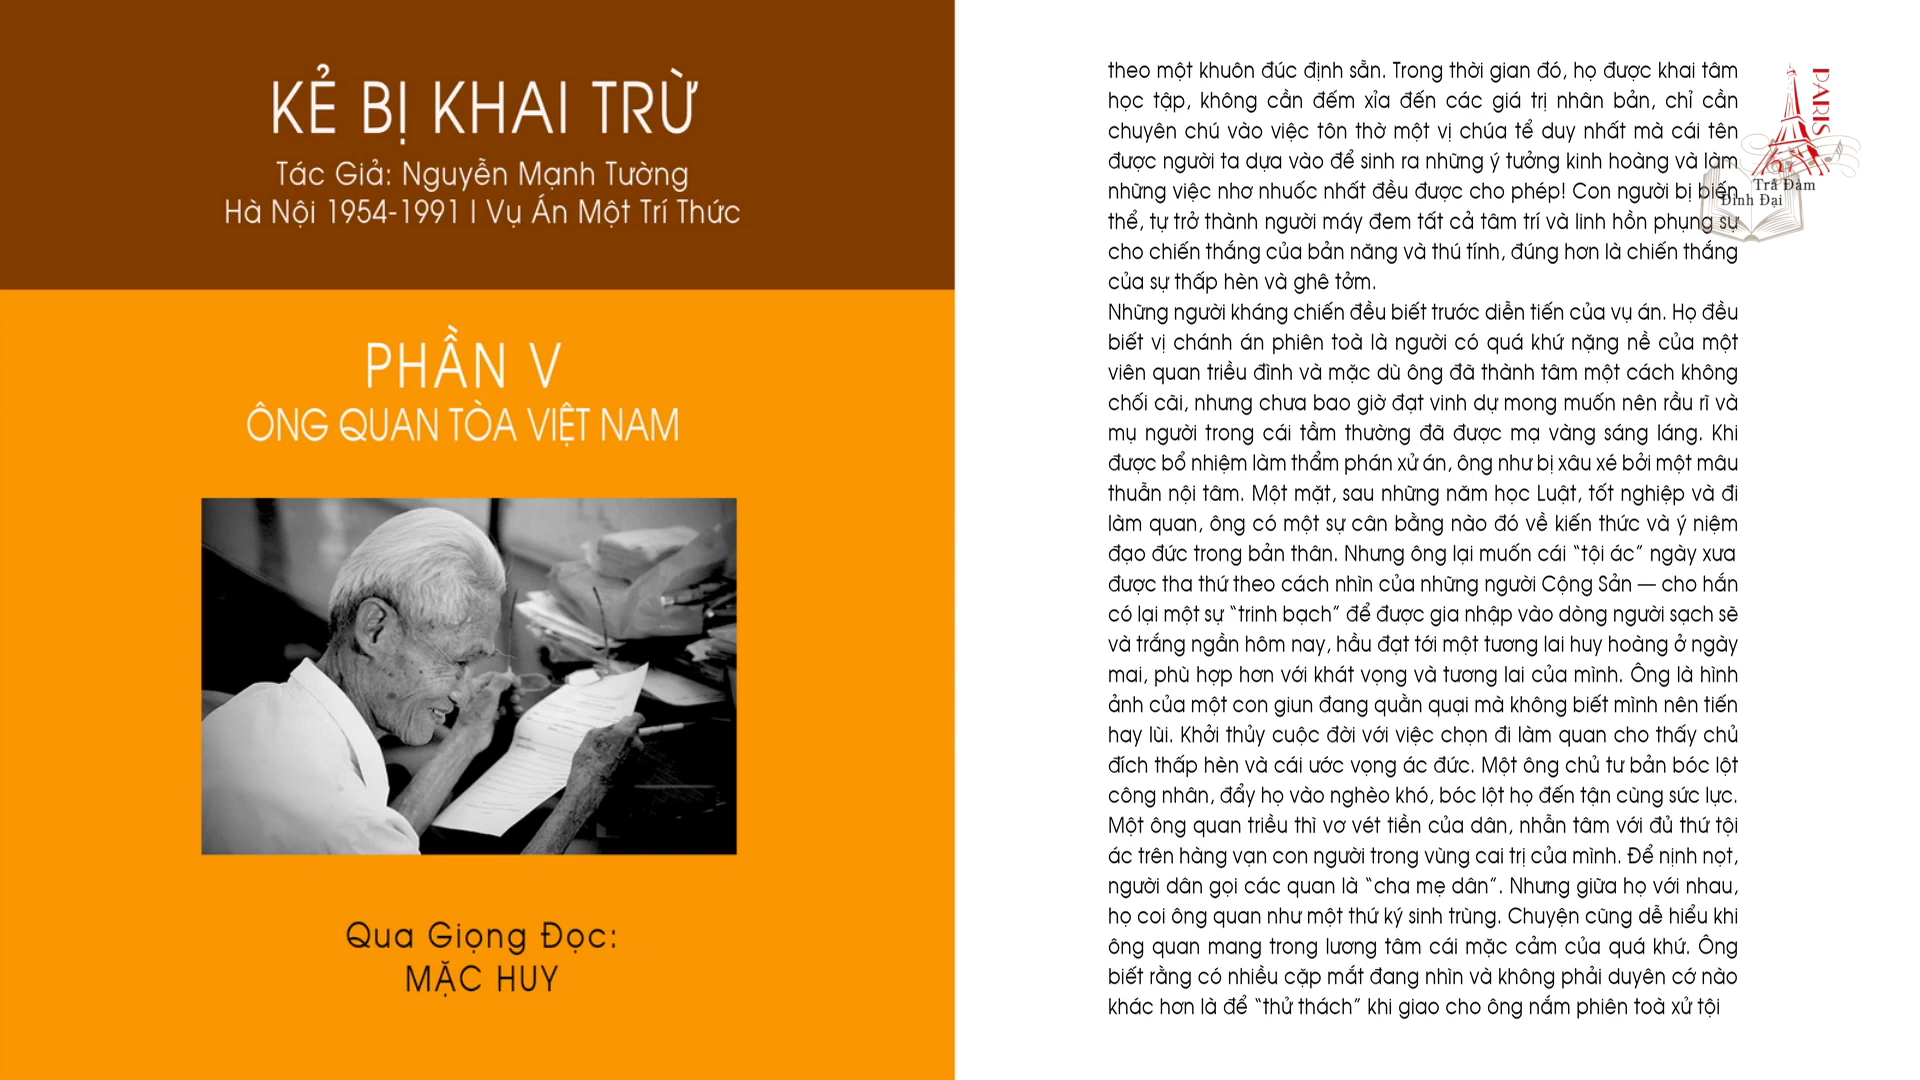 KẺ BỊ KHAI TRỪ
Tác Giả: Nguyễn Mạnh Tường
Hà Nội 1954-1991 I Vụ Án Một Trí Thức
PHẦN V
ÔNG QUAN TÒA VIỆT NAM
Qua Giọng Đọc:
MẶC HUY
theo một khuôn đúc định sẵn. Trong thời gian đó, họ được khai tâm
học tập, không cần đếm xỉa đến các giá trị nhân bản, chỉ cần
chuyên chú vào việc tôn thờ một vị chúa tể duy nhất mà cái tên
được người ta dựa vào để sinh ra những ý tưởng kinh hoàng và làm
những việc nhơ nhuốc nhất đều được cho phép! Con người bị biến
thể, tự trở thành người máy đem tất cả tâm trí và linh hồn phụng sự
cho chiến thắng của bản năng và thú tính, đúng hơn là chiến thắng
của sự thấp hèn và ghê tởm.
Những người kháng chiến đều biết trước diễn tiến của vụ án. Họ đều
biết vị chánh án phiên toà là người có quá khứ nặng nề của một
viên quan triều đình và mặc dù ông đã thành tâm một cách không
chối cãi, nhưng chưa bao giờ đạt vinh dự mong muốn nên rầu rĩ và
mụ người trong cái tầm thường đã được mạ vàng sáng láng. Khi
được bổ nhiệm làm thẩm phán xử án, ông như bị xâu xé bởi một mâu
thuẫn nội tâm. Một mặt, sau những năm học Luật, tốt nghiệp và đi
làm quan, ông có một sự cân bằng nào đó về kiến thức và ý niệm
đạo đức trong bản thân. Nhưng ông lại muốn cái “tội ác” ngày xưa
được tha thứ theo cách nhìn của những người Cộng Sản — cho hắn
có lại một sự “trinh bạch” để được gia nhập vào dòng người sạch sẽ
và trắng ngần hôm nay, hầu đạt tới một tương lai huy hoàng ở ngày
mai, phù hợp hơn với khát vọng và tương lai của mình. Ông là hình
ảnh của một con giun đang quằn quại mà không biết mình nên tiến
hay lùi. Khởi thủy cuộc đời với việc chọn đi làm quan cho thấy chủ
đích thấp hèn và cái ước vọng ác đức. Một ông chủ tư bản bóc lột
công nhân, đẩy họ vào nghèo khó, bóc lột họ đến tận cùng sức lực.
Một ông quan triều thì vơ vét tiền của dân, nhẫn tâm với đủ thứ tội
ác trên hàng vạn con người trong vùng cai trị của mình. Để nịnh nọt,
người dân gọi các quan là “cha mẹ dân”. Nhưng giữa họ với nhau,
họ coi ông quan như một thứ ký sinh trùng. Chuyện cũng dễ hiểu khi
ông quan mang trong lương tâm cái mặc cảm của quá khứ. Ông
biết rằng có nhiều cặp mắt đang nhìn và không phải duyên cớ nào
khác hơn là để “thử thách” khi giao cho ông nắm phiên toà xử tội
PARIS
Trà Đàm
Đình Đại